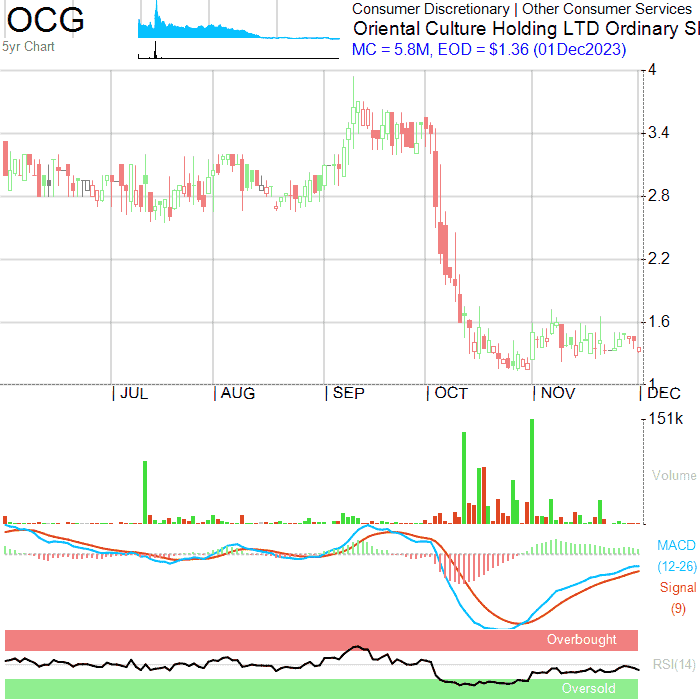 OCG
5yr Chart
Consumer Discretionary | Other Consumer Services
Oriental Culture Holding LTD Ordinary Sl
MC = 5.8M, EOD = $1.36 (01Dec2023)
4
3.4
2.8
2.2
1.6
1
JUL AUG SEP OCT NOV DEC
151k
Volume
MACD
(12-26)
Signal
(9)
Overbought
RSI(14)
Oversold